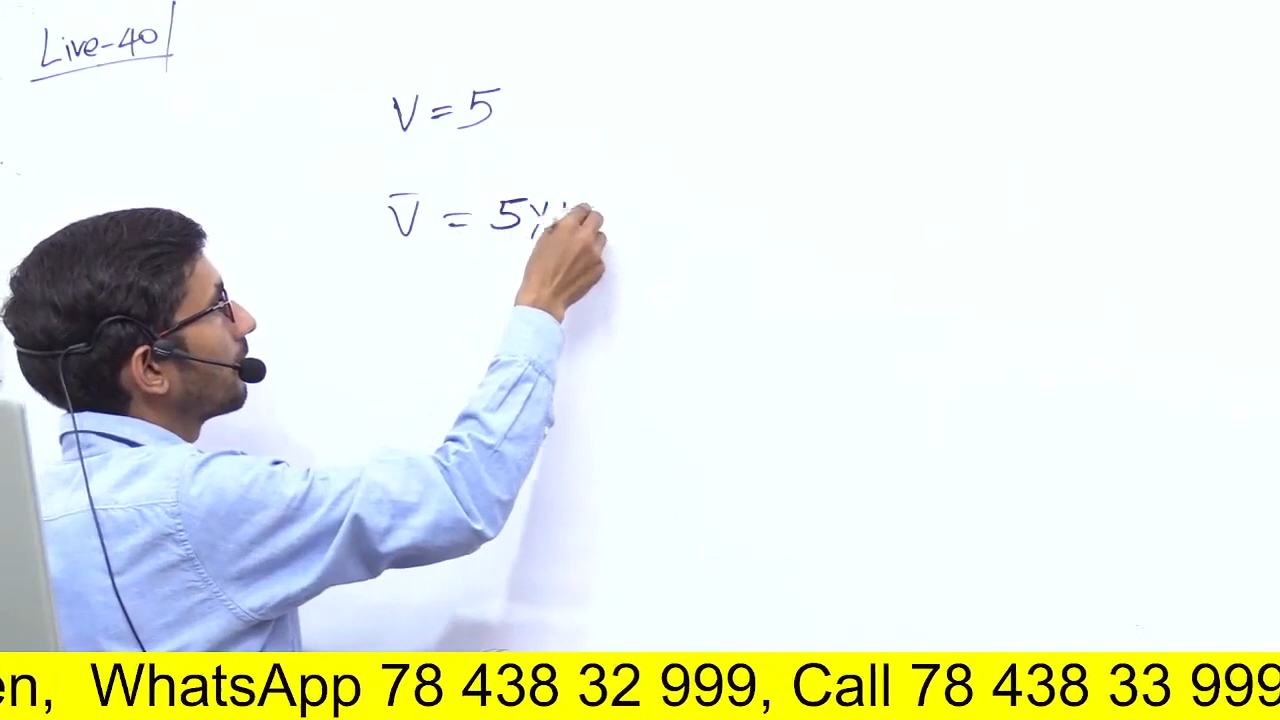 Live-40
V = 5
V̅ = 5
en, WhatsApp 78 438 32 999, Call 78 438 33 999